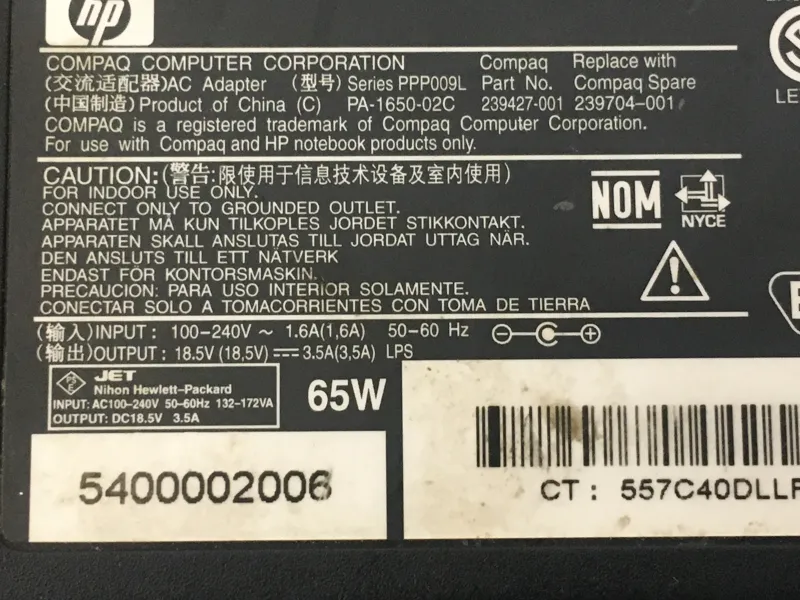 hp
COMPAQ COMPUTER CORPORATION Compaq Replace with
(交流适配器)AC Adapter (型号) Series PPP009L Part No. Compaq Spare
(中国制造) Product of China (C) PA-1650-02C 239427-001 239704-001
COMPAQ is a registered trademark of Compaq Computer Corporation.
For use with Compaq and HP notebook products only.
CAUTION:(警告:限使用于信息技术设备及室内使用)
FOR INDOOR USE ONLY.
CONNECT ONLY TO GROUNDED OUTLET.
APPARATET MÅ KUN TILKOPLES JORDET STIKKONTAKT.
APPARATEN SKALL ANSLUTAS TILL JORDAT UTTAG NÄR.
DEN ANSLUTS TILL ETT NÄTVERK
ENDAST FÖR KONTORSMASKIN.
PRECAUCION: PARA USO INTERIOR SOLAMENTE.
CONECTAR SOLO A TOMACORRIENTES CON TOMA DE TIERRA
NOM NYCE
(输入) INPUT: 100-240V ~ 1.6A(1,6A) 50-60 Hz
(输出) OUTPUT: 18.5V (18,5V) ⎓ 3.5A(3,5A) LPS
PS E JET
Nihon Hewlett-Packard
INPUT: AC100-240V 50-60Hz 132-172VA
OUTPUT: DC18.5V 3.5A
65W
5400002006
CT: 557C40DLLF